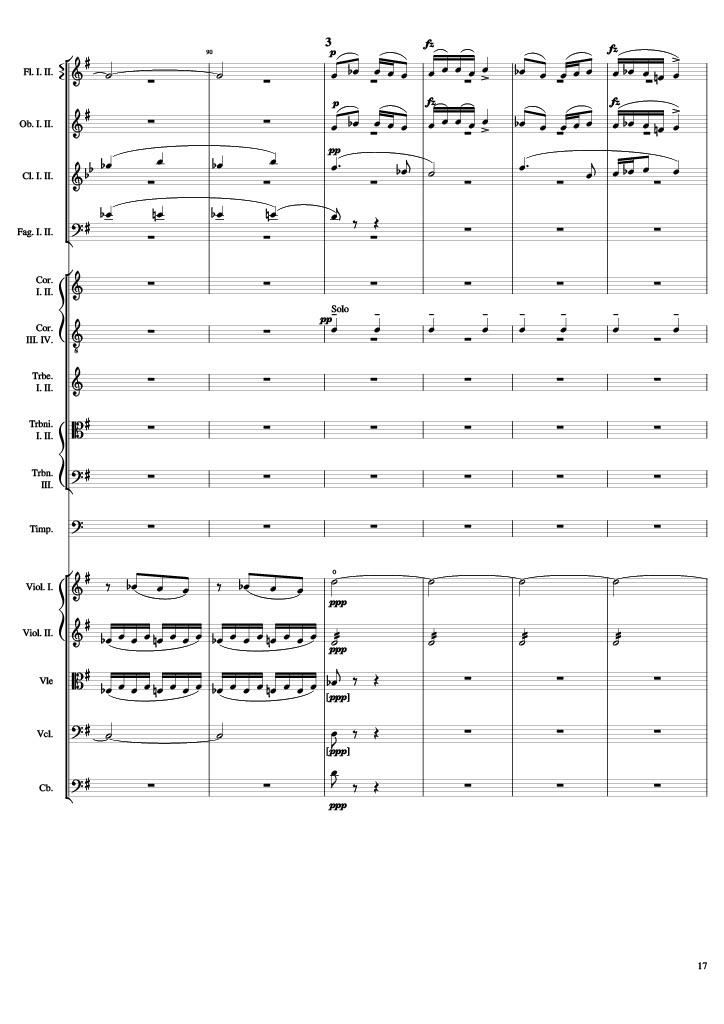 3
90
p
fz
fz
Fl. I. II.
p
fz
fz
Ob. I. II.
pp
Cl. I. II.
Fag. I. II.
Cor.
I. II.
Solo
pp
Cor.
III. IV.
8
Trbe.
I. II.
Trbni.
I. II.
Trbn.
III.
Timp.
Viol. I.
o
ppp
Viol. II.
ppp
Vle
[ppp]
Vcl.
[ppp]
Cb.
ppp
17